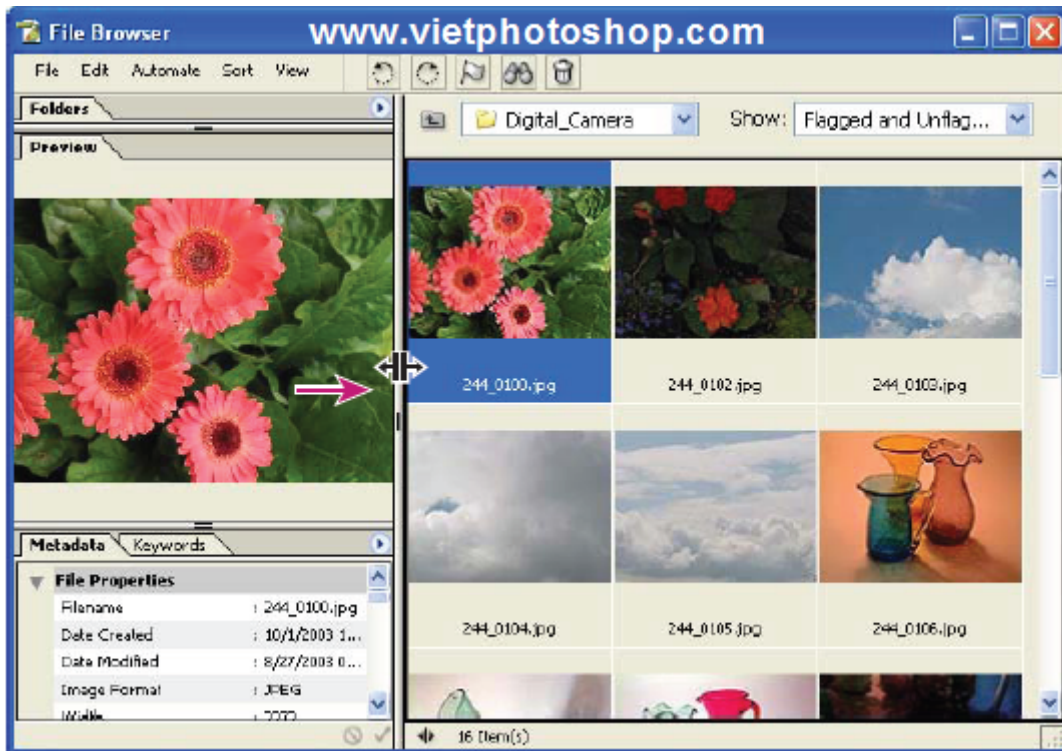 File Browser www.vietphotoshop.com
File Edit Automate Sort View
Folders
Digital_Camera Show: Flagged and Unflag...
Preview
244_0100.jpg 244_0102.jpg 244_0103.jpg
Metadata Keywords
File Properties
Filename : 244_0100.jpg
Date Created : 10/1/2003 1...
Date Modified : 8/27/2003 0...
Image Format : JPEG
Width :
244_0104.jpg 244_0105.jpg 244_0106.jpg
16 Item(s)